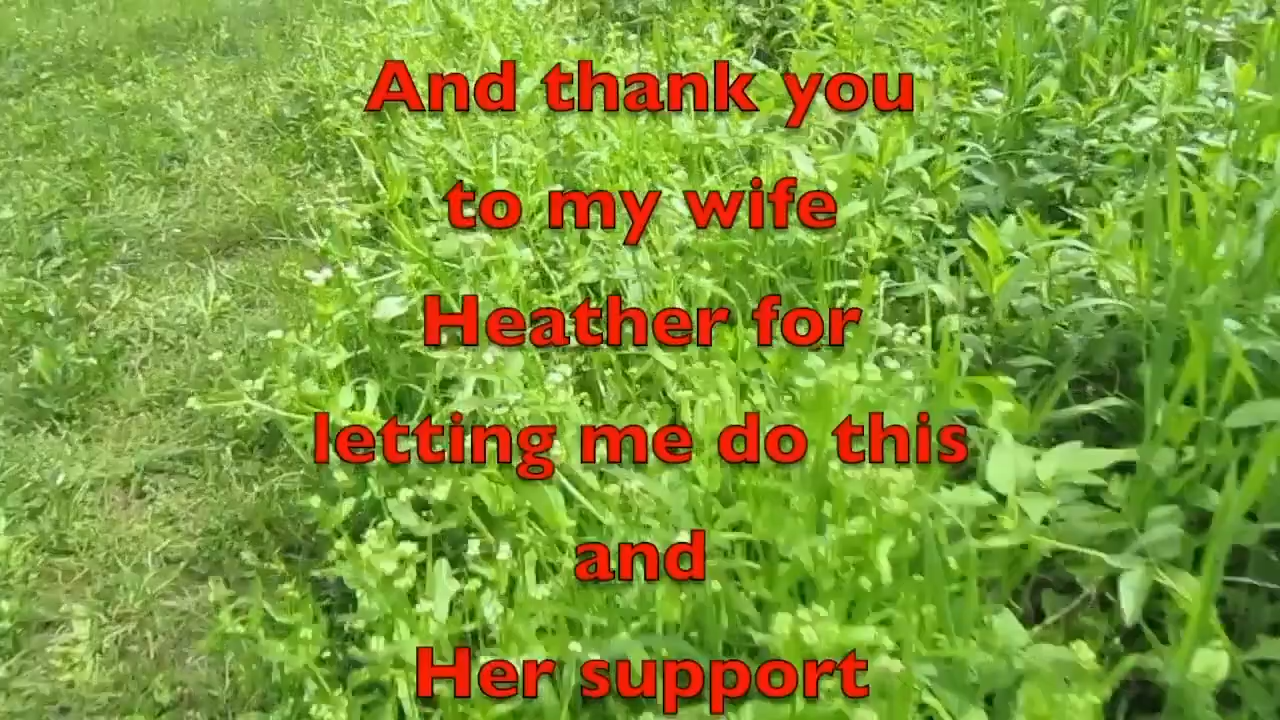 And thank you
to my wife
Heather for
letting me do this
and
Her support